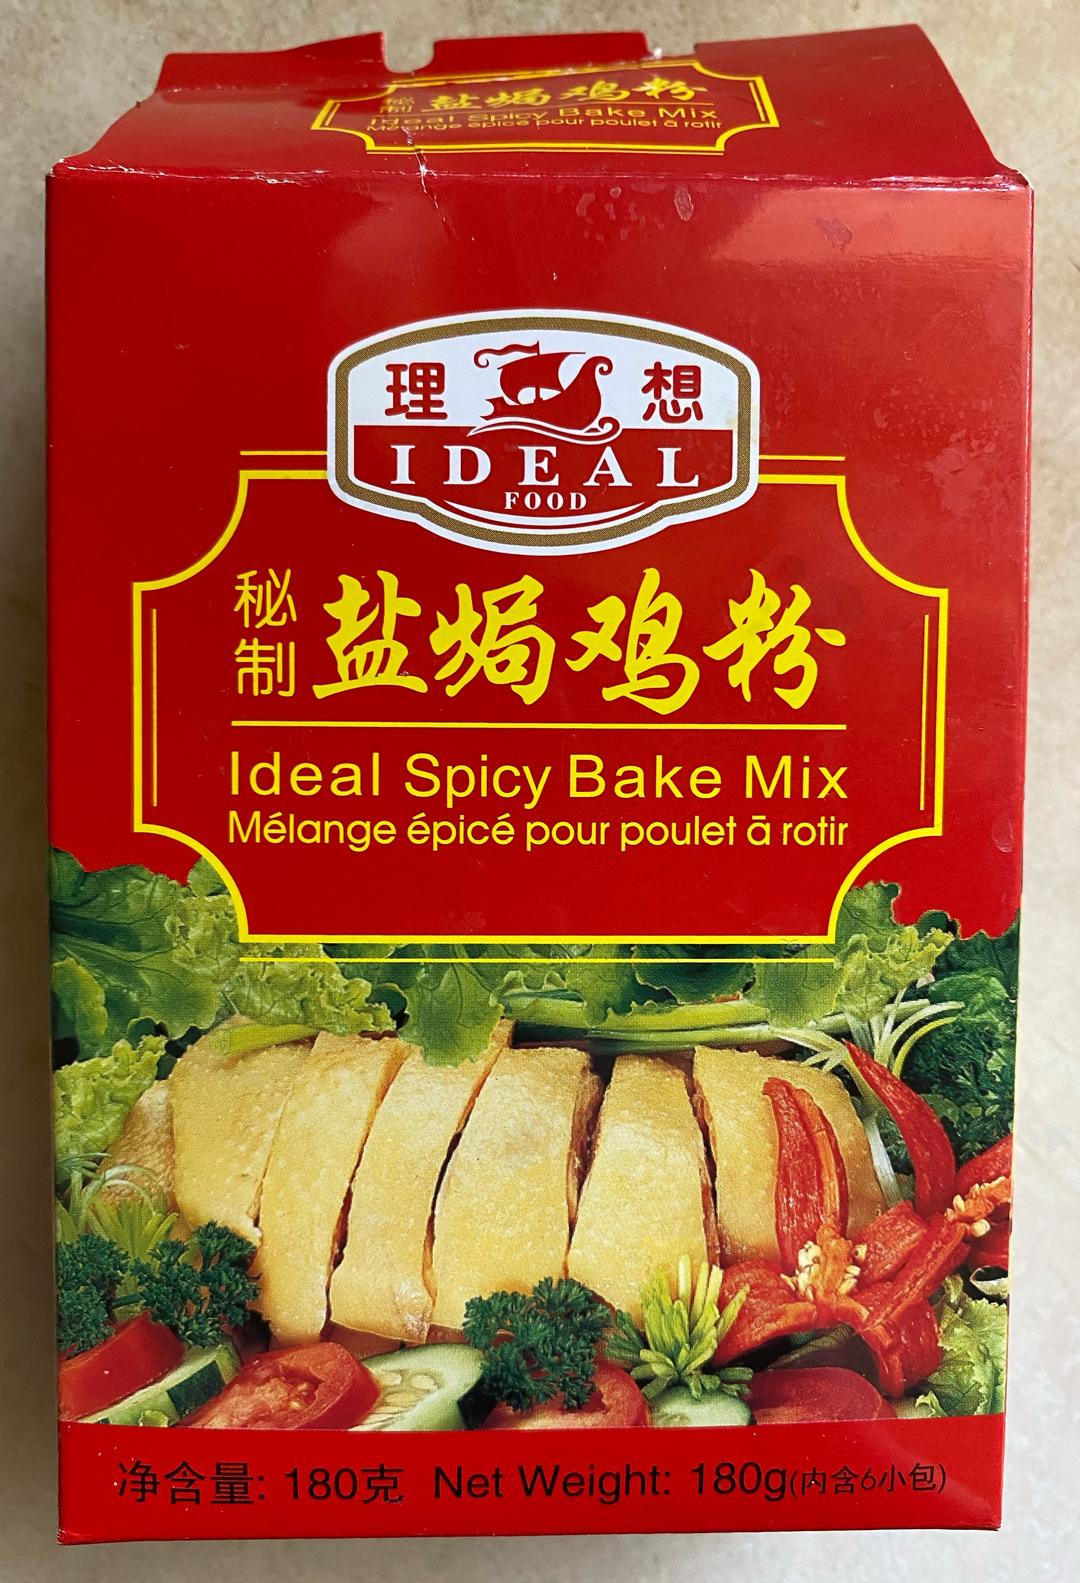 秘制 盐焗鸡粉
Ideal Spicy Bake Mix
Mélange épicé pour poulet ā rotir
理 想
IDEAL
FOOD
秘制 盐焗鸡粉
Ideal Spicy Bake Mix
Mélange épicé pour poulet ā rotir
净含量: 180克 Net Weight: 180g(内含6小包)